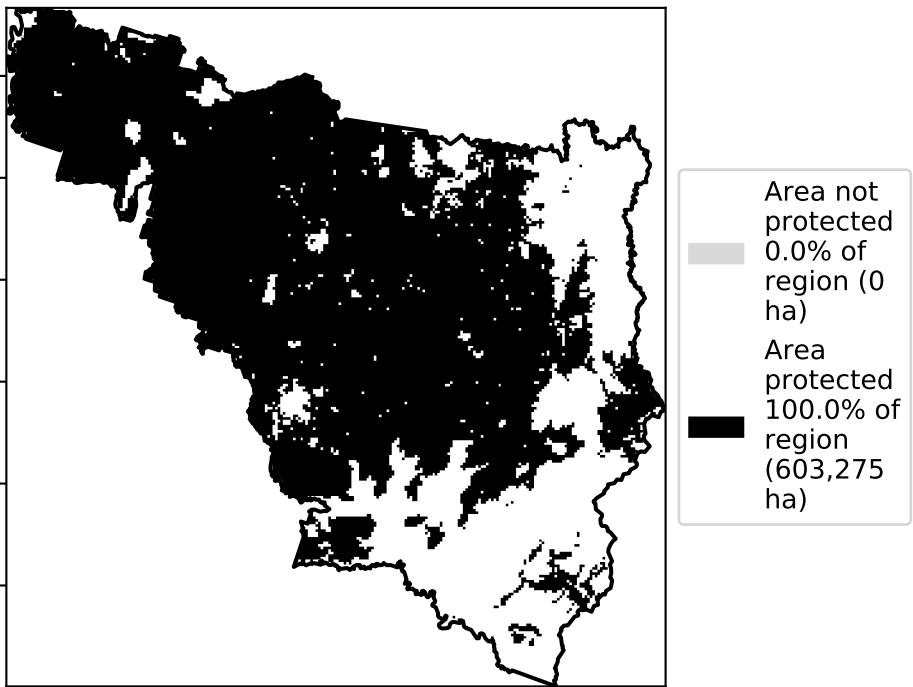 Area not
protected
0.0% of
region (0
ha)
Area
protected
100.0% of
region
(603,275
ha)